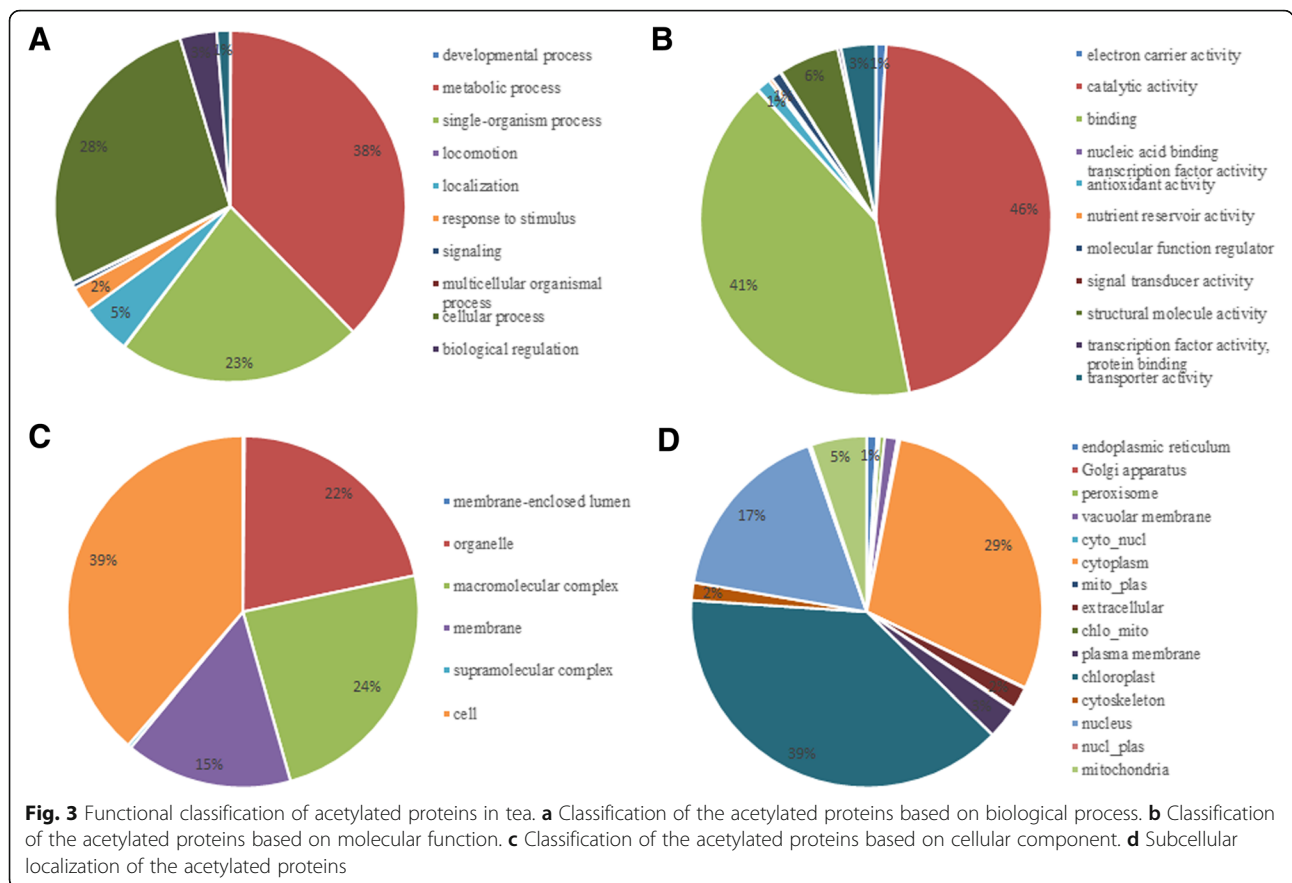 A
1%
38%
23%
5%
2%
28%
developmental process
metabolic process
single-organism process
locomotion
localization
response to stimulus
signaling
multicellular organismal
process
cellular process
biological regulation
B
1%
46%
41%
1%
1%
6%
3%
electron carrier activity
catalytic activity
binding
nucleic acid binding
transcription factor activity
antioxidant activity
nutrient reservoir activity
molecular function regulator
signal transducer activity
structural molecule activity
transcription factor activity,
protein binding
transporter activity
C
22%
24%
15%
39%
membrane-enclosed lumen
organelle
macromolecular complex
membrane
supramolecular complex
cell
D
1%
29%
39%
2%
17%
5%
endoplasmic reticulum
Golgi apparatus
peroxisome
vacuolar membrane
cyto_nucl
cytoplasm
mito_plas
extracellular
chlo_mito
plasma membrane
chloroplast
cytoskeleton
nucleus
nucl_plas
mitochondria
Fig. 3 Functional classification of acetylated proteins in tea. a Classification of the acetylated proteins based on biological process. b Classification
of the acetylated proteins based on molecular function. c Classification of the acetylated proteins based on cellular component. d Subcellular
localization of the acetylated proteins